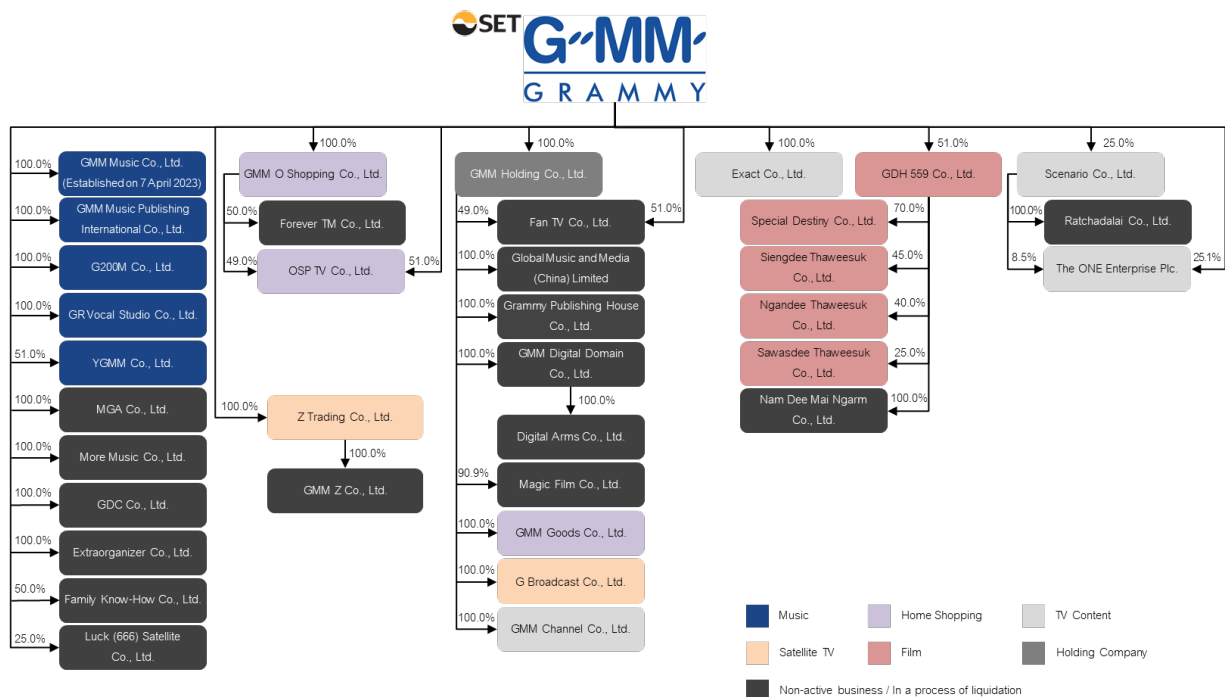 SET
GMM
GRAMMY
100.0%
GMM Music Co., Ltd.
(Established on 7 April 2023)
100.0%
GMM Music Publishing
International Co., Ltd.
100.0%
G200M Co., Ltd.
100.0%
GR Vocal Studio Co., Ltd.
51.0%
YGMM Co., Ltd.
100.0%
MGA Co., Ltd.
100.0%
More Music Co., Ltd.
100.0%
GDC Co., Ltd.
100.0%
Extraorganizer Co., Ltd.
50.0%
Family Know-How Co., Ltd.
25.0%
Luck (666) Satellite
Co., Ltd.
100.0%
GMM O Shopping Co., Ltd.
50.0%
Forever TM Co., Ltd.
49.0%
OSP TV Co., Ltd.
51.0%
100.0%
Z Trading Co., Ltd.
100.0%
GMM Z Co., Ltd.
100.0%
GMM Holding Co., Ltd.
49.0%
Fan TV Co., Ltd.
51.0%
100.0%
Global Music and Media
(China) Limited
100.0%
Grammy Publishing House
Co., Ltd.
100.0%
GMM Digital Domain
Co., Ltd.
100.0%
Digital Arms Co., Ltd.
90.9%
Magic Film Co., Ltd.
100.0%
GMM Goods Co., Ltd.
100.0%
G Broadcast Co., Ltd.
100.0%
GMM Channel Co., Ltd.
100.0%
Exact Co., Ltd.
51.0%
GDH 559 Co., Ltd.
Special Destiny Co., Ltd.
70.0%
Siengdee Thaweesuk
Co., Ltd.
45.0%
Ngandee Thaweesuk
Co., Ltd.
40.0%
Sawasdee Thaweesuk
Co., Ltd.
25.0%
Nam Dee Mai Ngarm
Co., Ltd.
100.0%
25.0%
Scenario Co., Ltd.
100.0%
Ratchadalai Co., Ltd.
8.5%
The ONE Enterprise Plc.
25.1%
Music
Home Shopping
TV Content
Satellite TV
Film
Holding Company
Non-active business / In a process of liquidation